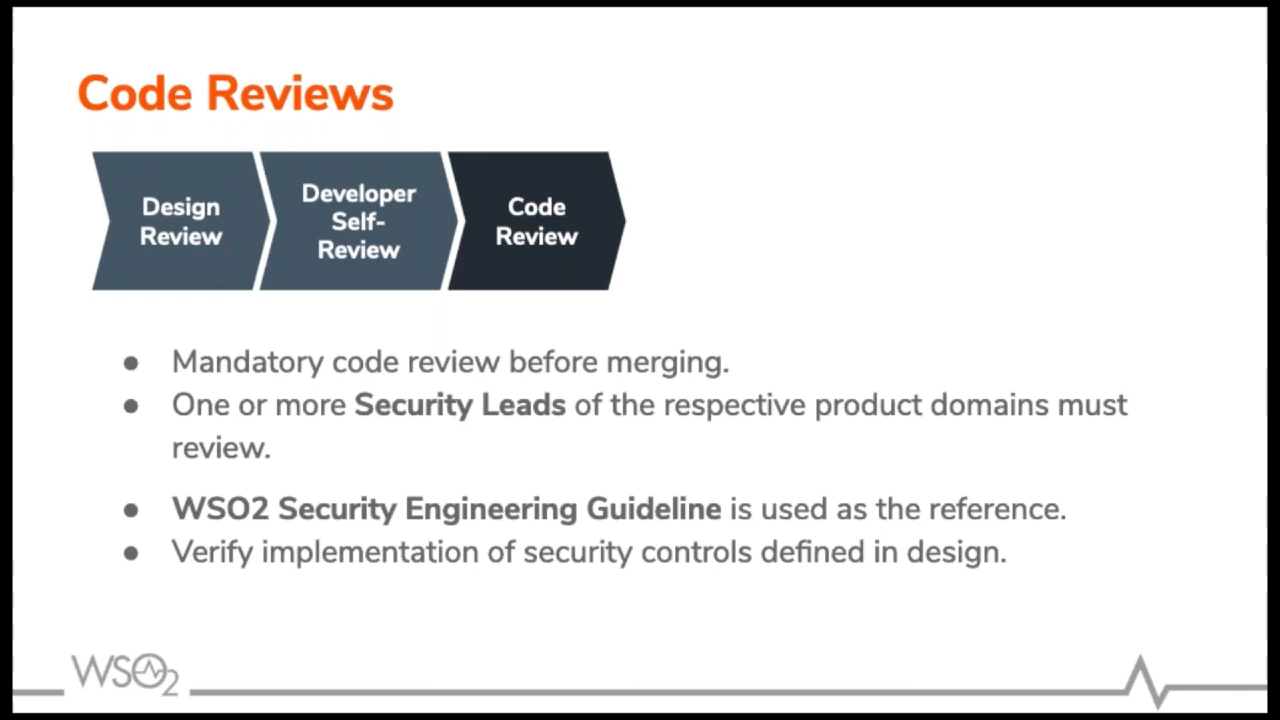 Code Reviews
Design
Review
Developer
Self-
Review
Code
Review
● Mandatory code review before merging.
● One or more Security Leads of the respective product domains must
review.
● WSO2 Security Engineering Guideline is used as the reference.
● Verify implementation of security controls defined in design.
WSO2